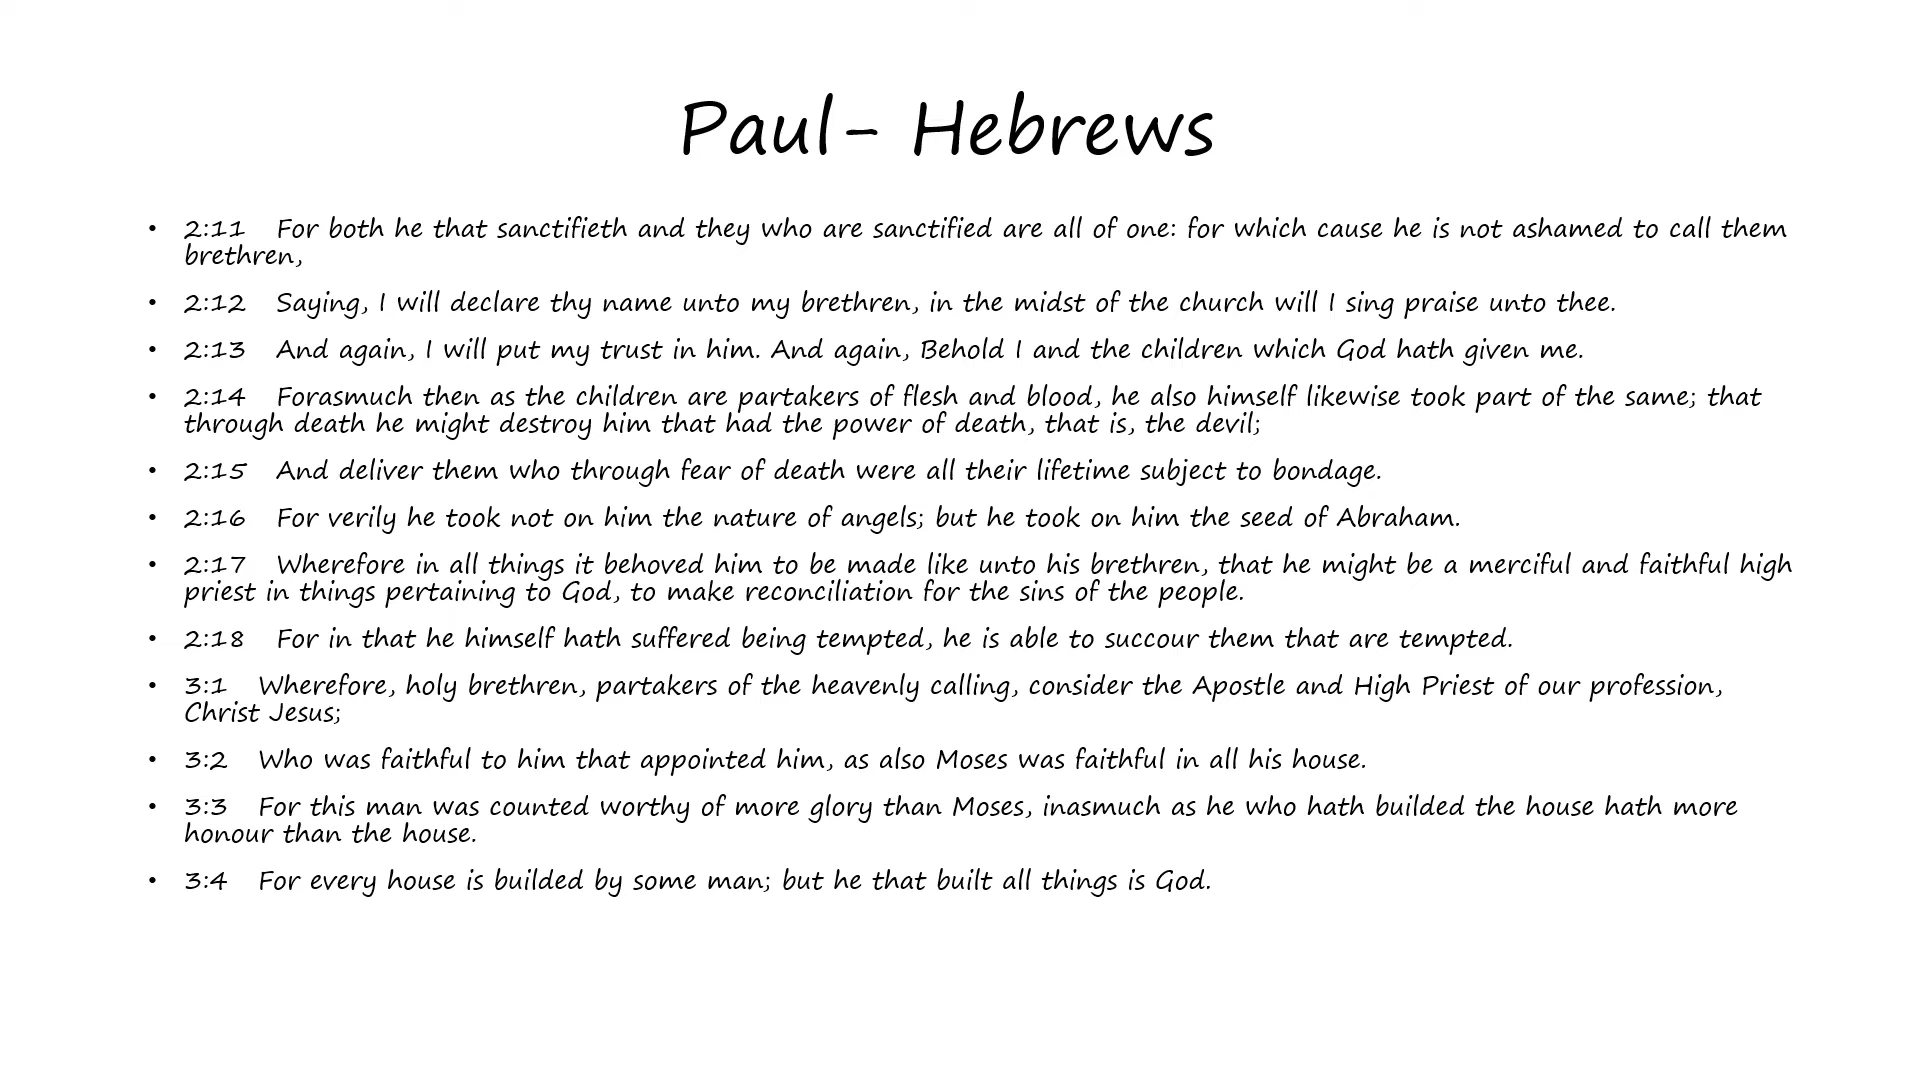 Paul- Hebrews
• 2:11 For both he that sanctifieth and they who are sanctified are all of one: for which cause he is not ashamed to call them
brethren,
• 2:12 Saying, I will declare thy name unto my brethren, in the midst of the church will I sing praise unto thee.
• 2:13 And again, I will put my trust in him. And again, Behold I and the children which God hath given me.
• 2:14 Forasmuch then as the children are partakers of flesh and blood, he also himself likewise took part of the same; that
through death he might destroy him that had the power of death, that is, the devil;
• 2:15 And deliver them who through fear of death were all their lifetime subject to bondage.
• 2:16 For verily he took not on him the nature of angels; but he took on him the seed of Abraham.
• 2:17 Wherefore in all things it behoved him to be made like unto his brethren, that he might be a merciful and faithful high
priest in things pertaining to God, to make reconciliation for the sins of the people.
• 2:18 For in that he himself hath suffered being tempted, he is able to succour them that are tempted.
• 3:1 Wherefore, holy brethren, partakers of the heavenly calling, consider the Apostle and High Priest of our profession,
Christ Jesus;
• 3:2 Who was faithful to him that appointed him, as also Moses was faithful in all his house.
• 3:3 For this man was counted worthy of more glory than Moses, inasmuch as he who hath builded the house hath more
honour than the house.
• 3:4 For every house is builded by some man; but he that built all things is God.